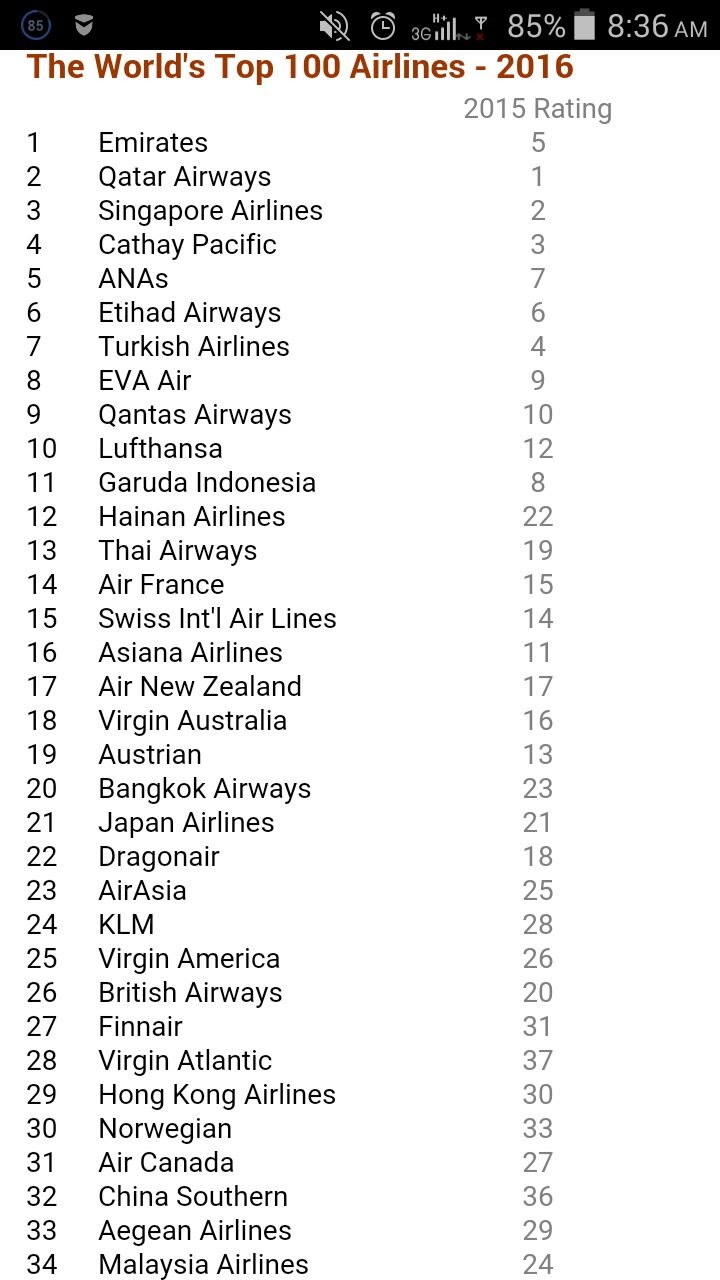 85 3G H+ 85% 8:36 AM
The World's Top 100 Airlines - 2016
2015 Rating
1 Emirates 5
2 Qatar Airways 1
3 Singapore Airlines 2
4 Cathay Pacific 3
5 ANAs 7
6 Etihad Airways 6
7 Turkish Airlines 4
8 EVA Air 9
9 Qantas Airways 10
10 Lufthansa 12
11 Garuda Indonesia 8
12 Hainan Airlines 22
13 Thai Airways 19
14 Air France 15
15 Swiss Int'l Air Lines 14
16 Asiana Airlines 11
17 Air New Zealand 17
18 Virgin Australia 16
19 Austrian 13
20 Bangkok Airways 23
21 Japan Airlines 21
22 Dragonair 18
23 AirAsia 25
24 KLM 28
25 Virgin America 26
26 British Airways 20
27 Finnair 31
28 Virgin Atlantic 37
29 Hong Kong Airlines 30
30 Norwegian 33
31 Air Canada 27
32 China Southern 36
33 Aegean Airlines 29
34 Malaysia Airlines 24